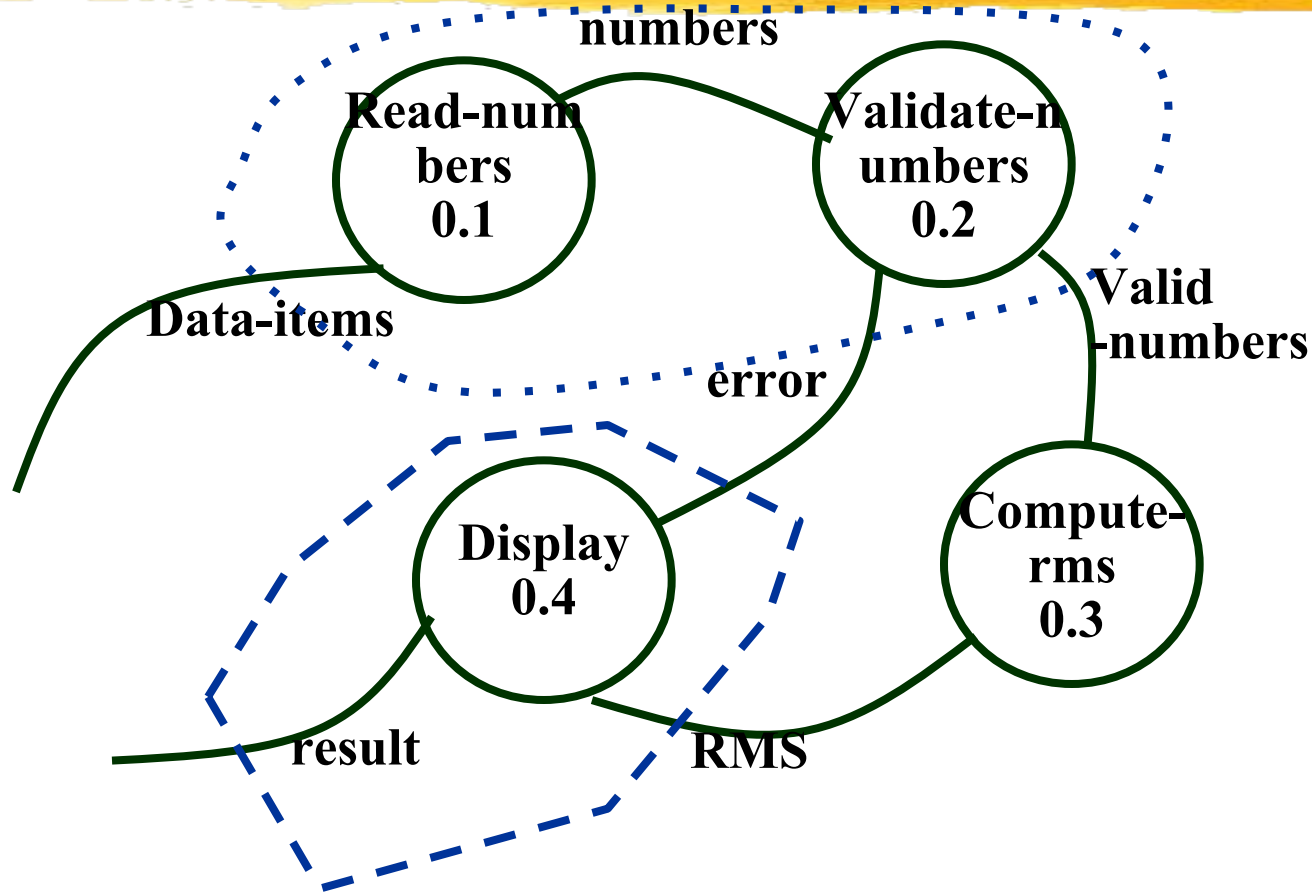 numbers
Read-num
bers
0.1
Validate-n
umbers
0.2
Data-items
Valid
-numbers
error
Display
0.4
Compute-
rms
0.3
result
RMS